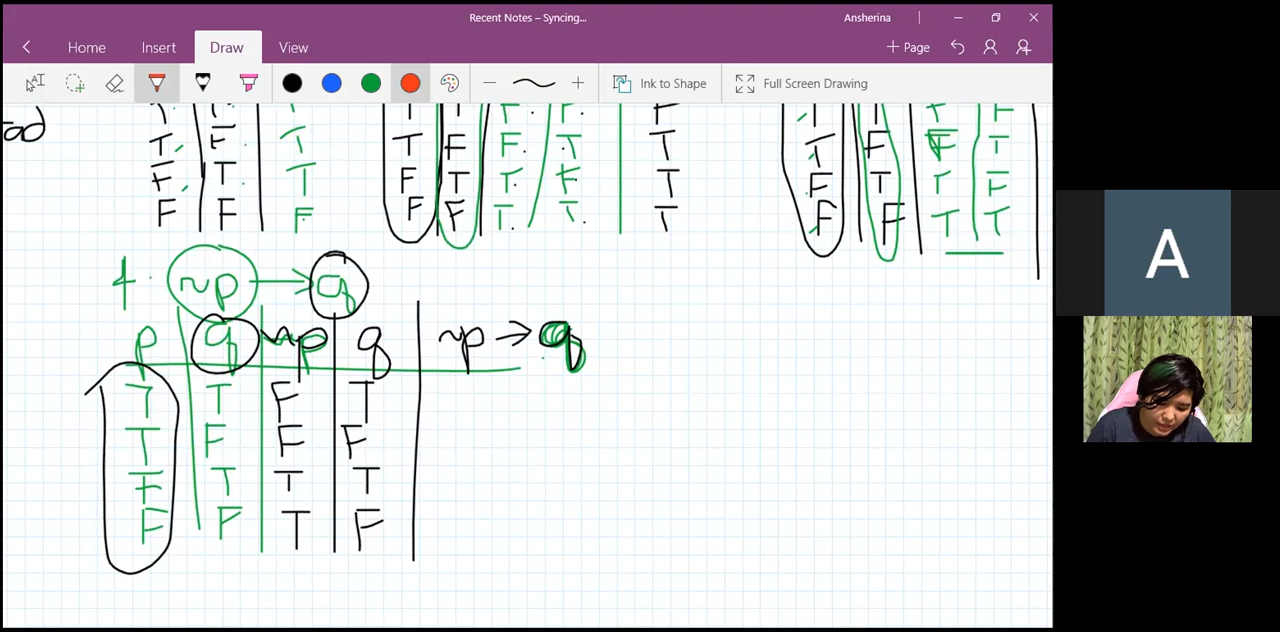 Recent Notes – Syncing...
Ansherina
Home Insert Draw View
+ Page
Ink to Shape
Full Screen Drawing
T F T T F F T F T F T F T
F T T F T T F T T F T F
F F F F F T T T F F T T
4. ~p → q
p q ~p q ~p → q
T T F T
T F F F
F T T T
F F T F
A